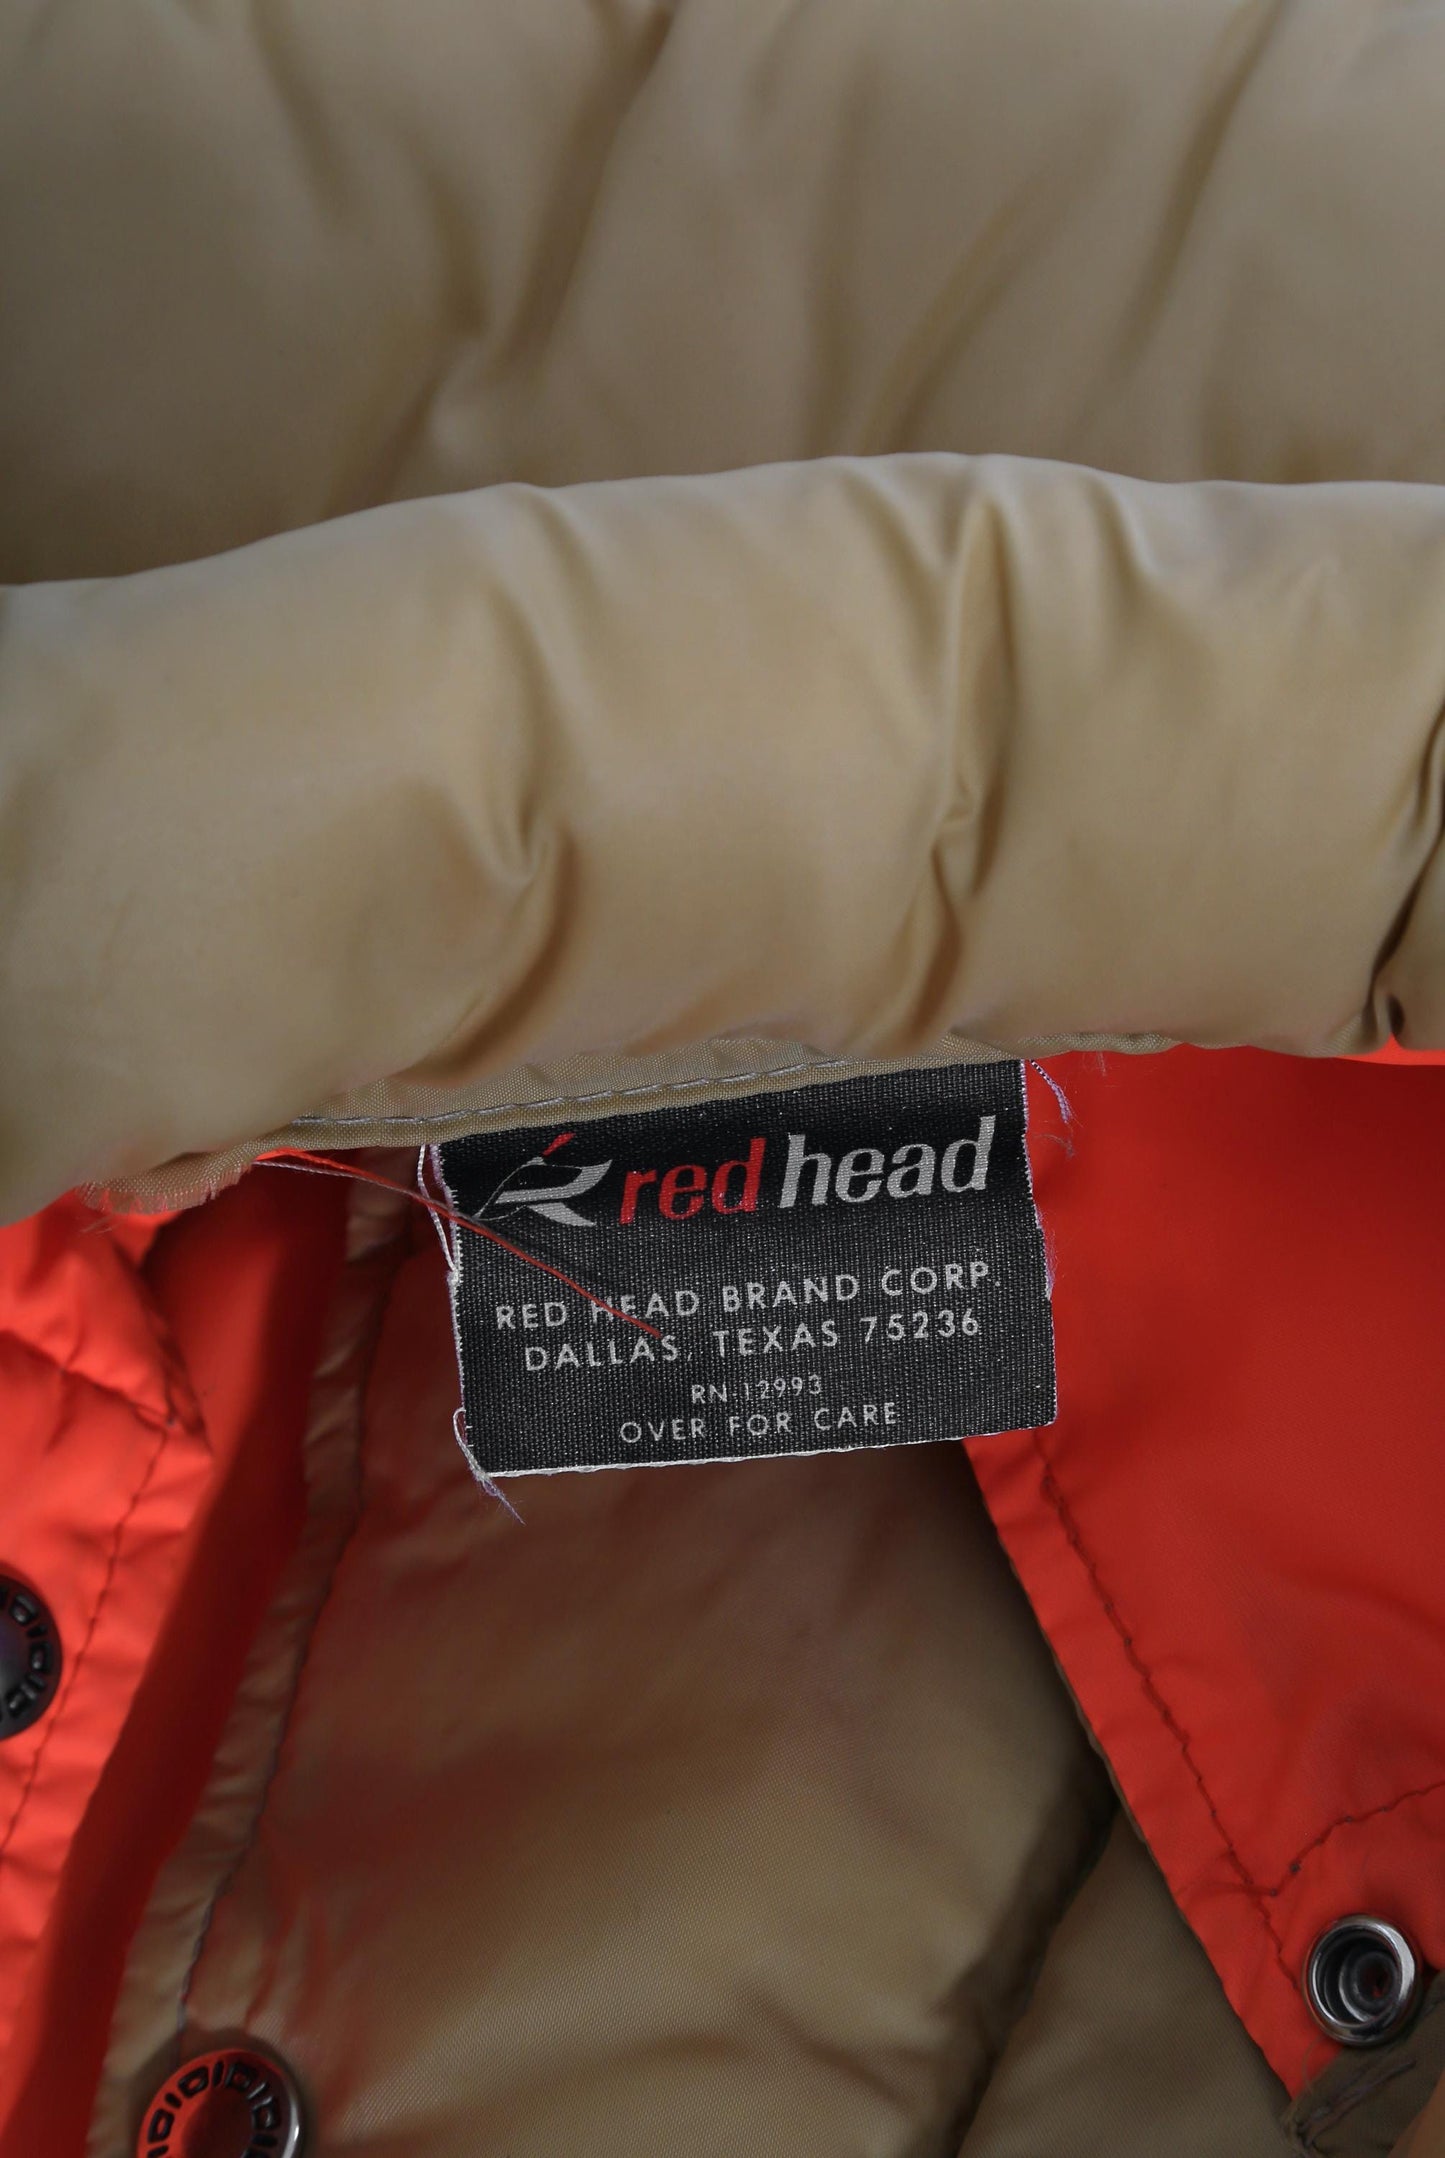 red head
RED HEAD BRAND CORP.
DALLAS, TEXAS 75236
RN-12993
OVER FOR CARE